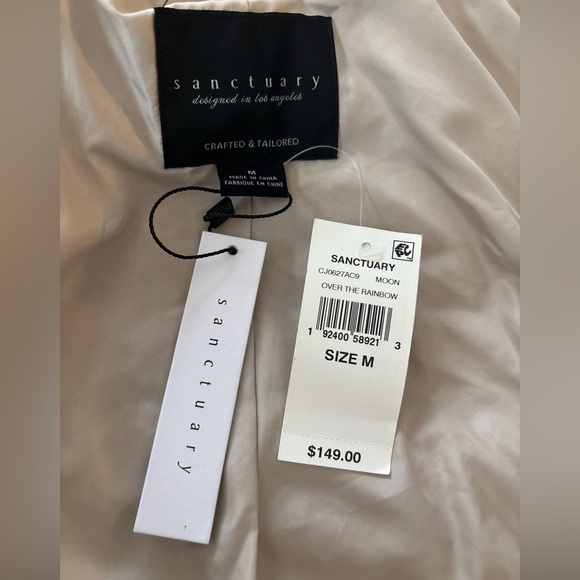 sanctuary
designed in los angeles
CRAFTED & TAILORED
M
MADE IN CHINA
FABRIQUE EN CHINE
sanctuary
SANCTUARY
CJ0627AC9 MOON
OVER THE RAINBOW
1 92400 58921 3
SIZE M
$149.00